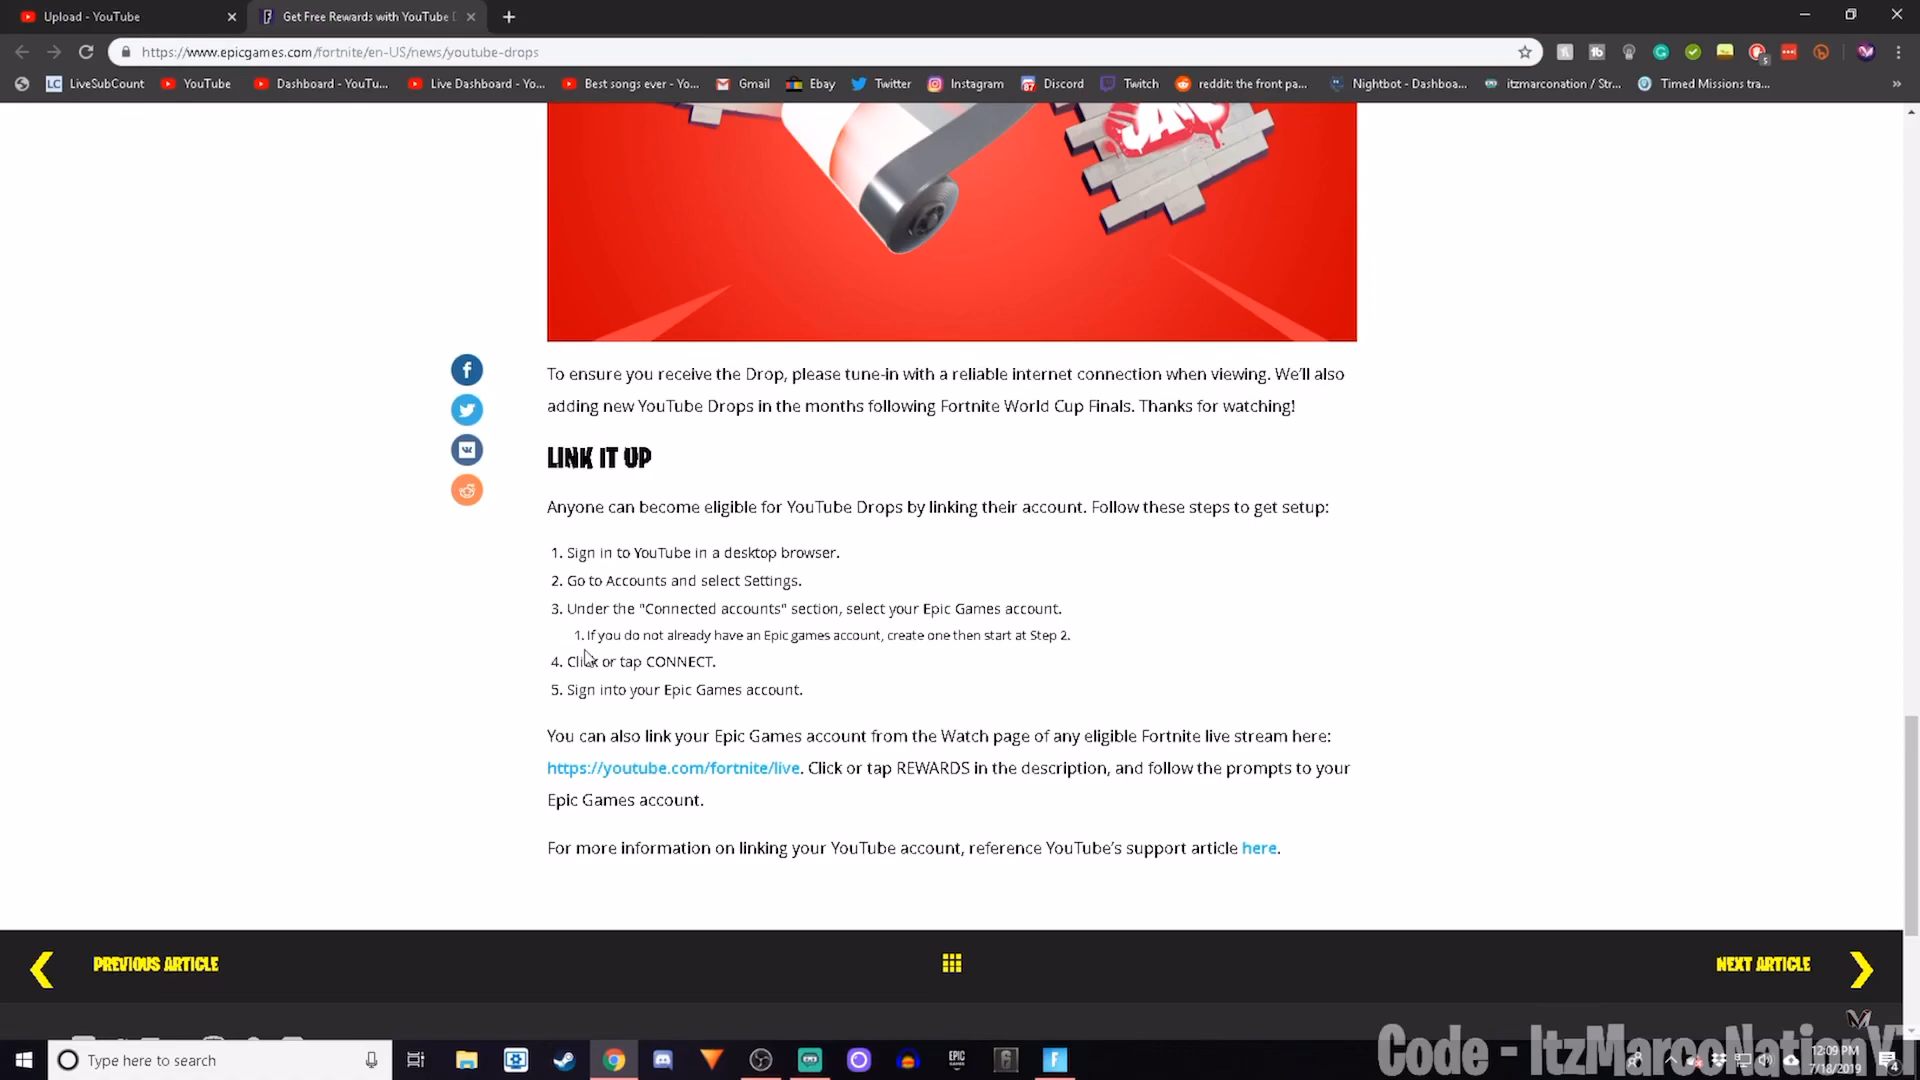 Upload - YouTube
Get Free Rewards with YouTube D
https://www.epicgames.com/fortnite/en-US/news/youtube-drops
LiveSubCount
YouTube
Dashboard - YouTu...
Live Dashboard - Yo...
Best songs ever - Yo...
Gmail
Ebay
Twitter
Instagram
87
Discord
Twitch
reddit: the front pa...
Nightbot - Dashboa...
itzmarconation / Str...
Timed Missions tra...
JAM
To ensure you receive the Drop, please tune-in with a reliable internet connection when viewing. We'll also
adding new YouTube Drops in the months following Fortnite World Cup Finals. Thanks for watching!
LINK IT UP
Anyone can become eligible for YouTube Drops by linking their account. Follow these steps to get setup:
1. Sign in to YouTube in a desktop browser.
2. Go to Accounts and select Settings.
3. Under the "Connected accounts" section, select your Epic Games account.
1. If you do not already have an Epic games account, create one then start at Step 2.
4. Click or tap CONNECT.
5. Sign into your Epic Games account.
You can also link your Epic Games account from the Watch page of any eligible Fortnite live stream here:
https://youtube.com/fortnite/live. Click or tap REWARDS in the description, and follow the prompts to your
Epic Games account.
For more information on linking your YouTube account, reference YouTube's support article here.
PREVIOUS ARTICLE
NEXT ARTICLE
Type here to search
EPIC GAMES
Code - ItzMarcoNationYT
12:09 PM
7/18/2019